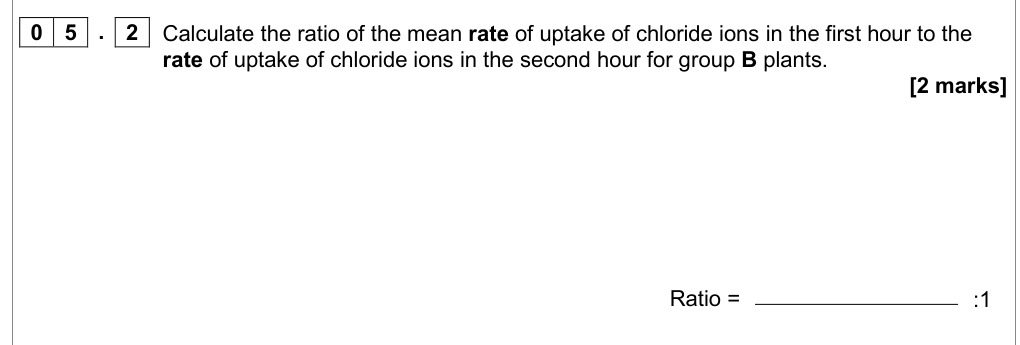 0 5 . 2 Calculate the ratio of the mean rate of uptake of chloride ions in the first hour to the
rate of uptake of chloride ions in the second hour for group B plants.
[2 marks]
Ratio = ____________________ :1